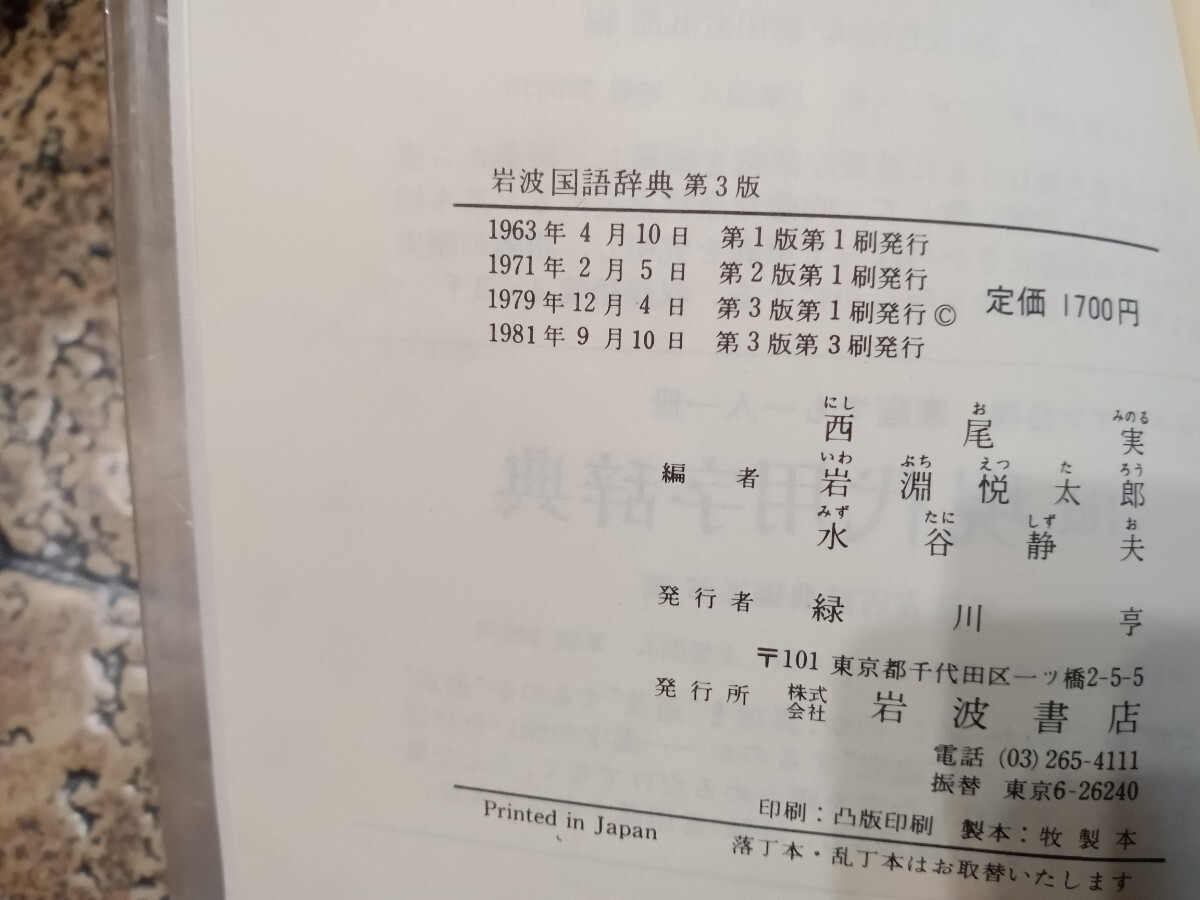 岩波 国語辞典 第3版
1963年 4月10日 第1版第1刷発行
1971年 2月 5日 第2版第1刷発行
1979年12月 4日 第3版第1刷発行 ©
1981年 9月10日 第3版第3刷発行
定価 1700円
にし お みのる
西尾実
いわ ぶち えつ た ろう
編者 岩淵悦太郎
みず たに しず お
水谷静夫
発行者 緑川亨
〒101 東京都千代田区一ッ橋2-5-5
発行所 株式会社 岩波書店
電話 (03) 265-4111
振替 東京6-26240
印刷:凸版印刷 製本:牧製本
Printed in Japan
落丁本・乱丁本はお取替いたします